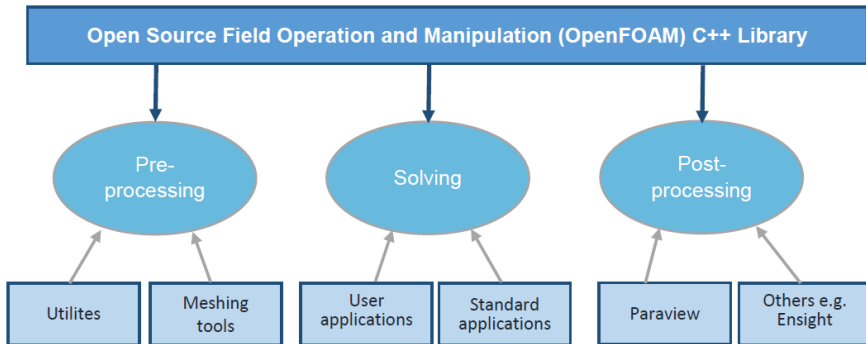 Open Source Field Operation and Manipulation (OpenFOAM) C++ Library
Pre-
processing
Solving
Post-
processing
Utilites
Meshing
tools
User
applications
Standard
applications
Paraview
Others e.g.
Ensight